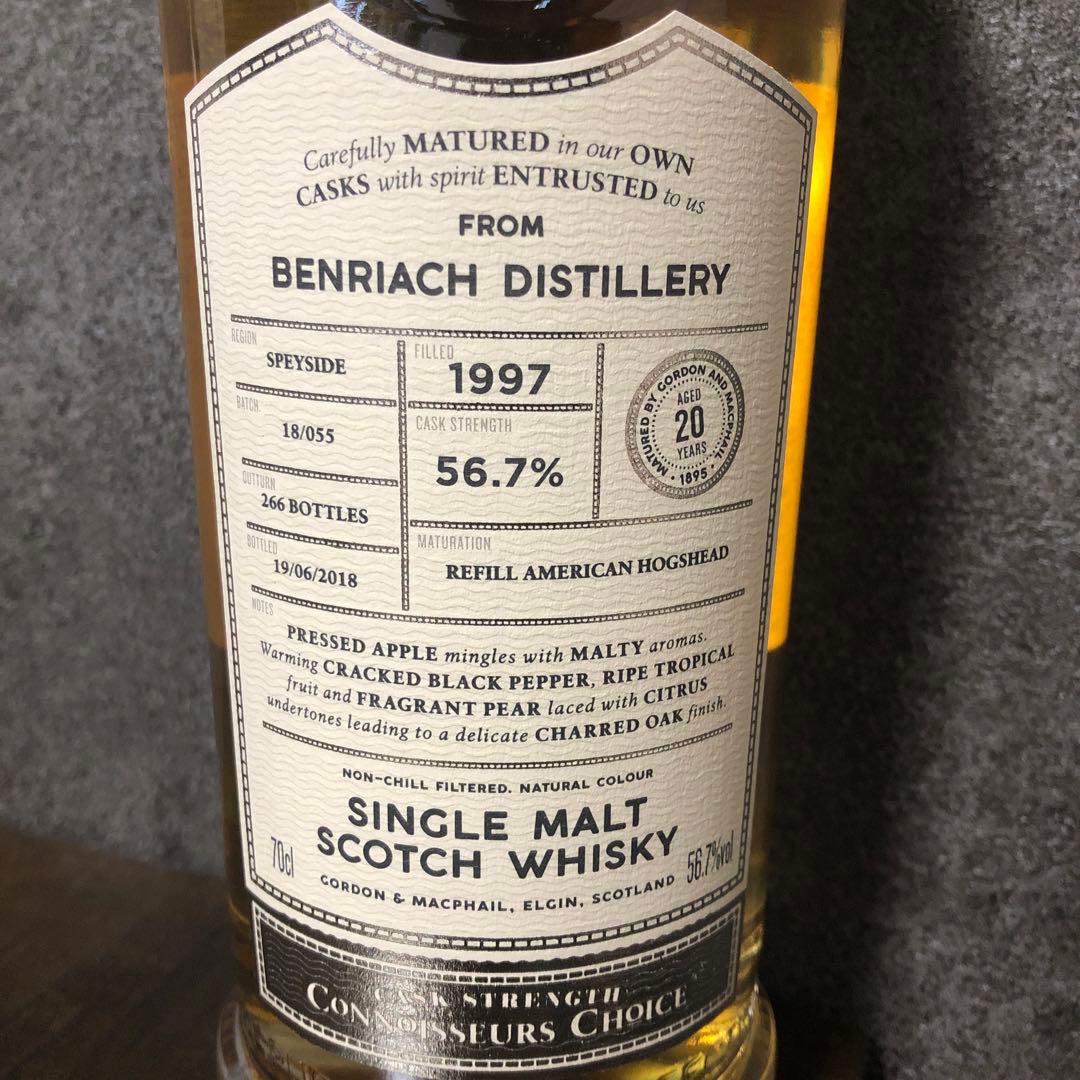 Carefully MATURED in our OWN
CASKS with spirit ENTRUSTED to us
FROM
BENRIACH DISTILLERY
REGION
SPEYSIDE
BATCH
18/055
OUTTURN
266 BOTTLES
BOTTLED
19/06/2018
FILLED
1997
CASK STRENGTH
56.7%
MATURED BY GORDON AND MACPHAIL
AGED
20
YEARS
1895
MATURATION
REFILL AMERICAN HOGSHEAD
NOTES
PRESSED APPLE mingles with MALTY aromas.
Warming CRACKED BLACK PEPPER, RIPE TROPICAL
fruit and FRAGRANT PEAR laced with CITRUS
undertones leading to a delicate CHARRED OAK finish.
NON-CHILL FILTERED. NATURAL COLOUR
SINGLE MALT
SCOTCH WHISKY
70cl
56.7%vol
GORDON & MACPHAIL, ELGIN, SCOTLAND
CASK STRENGTH
CONNOISSEURS CHOICE